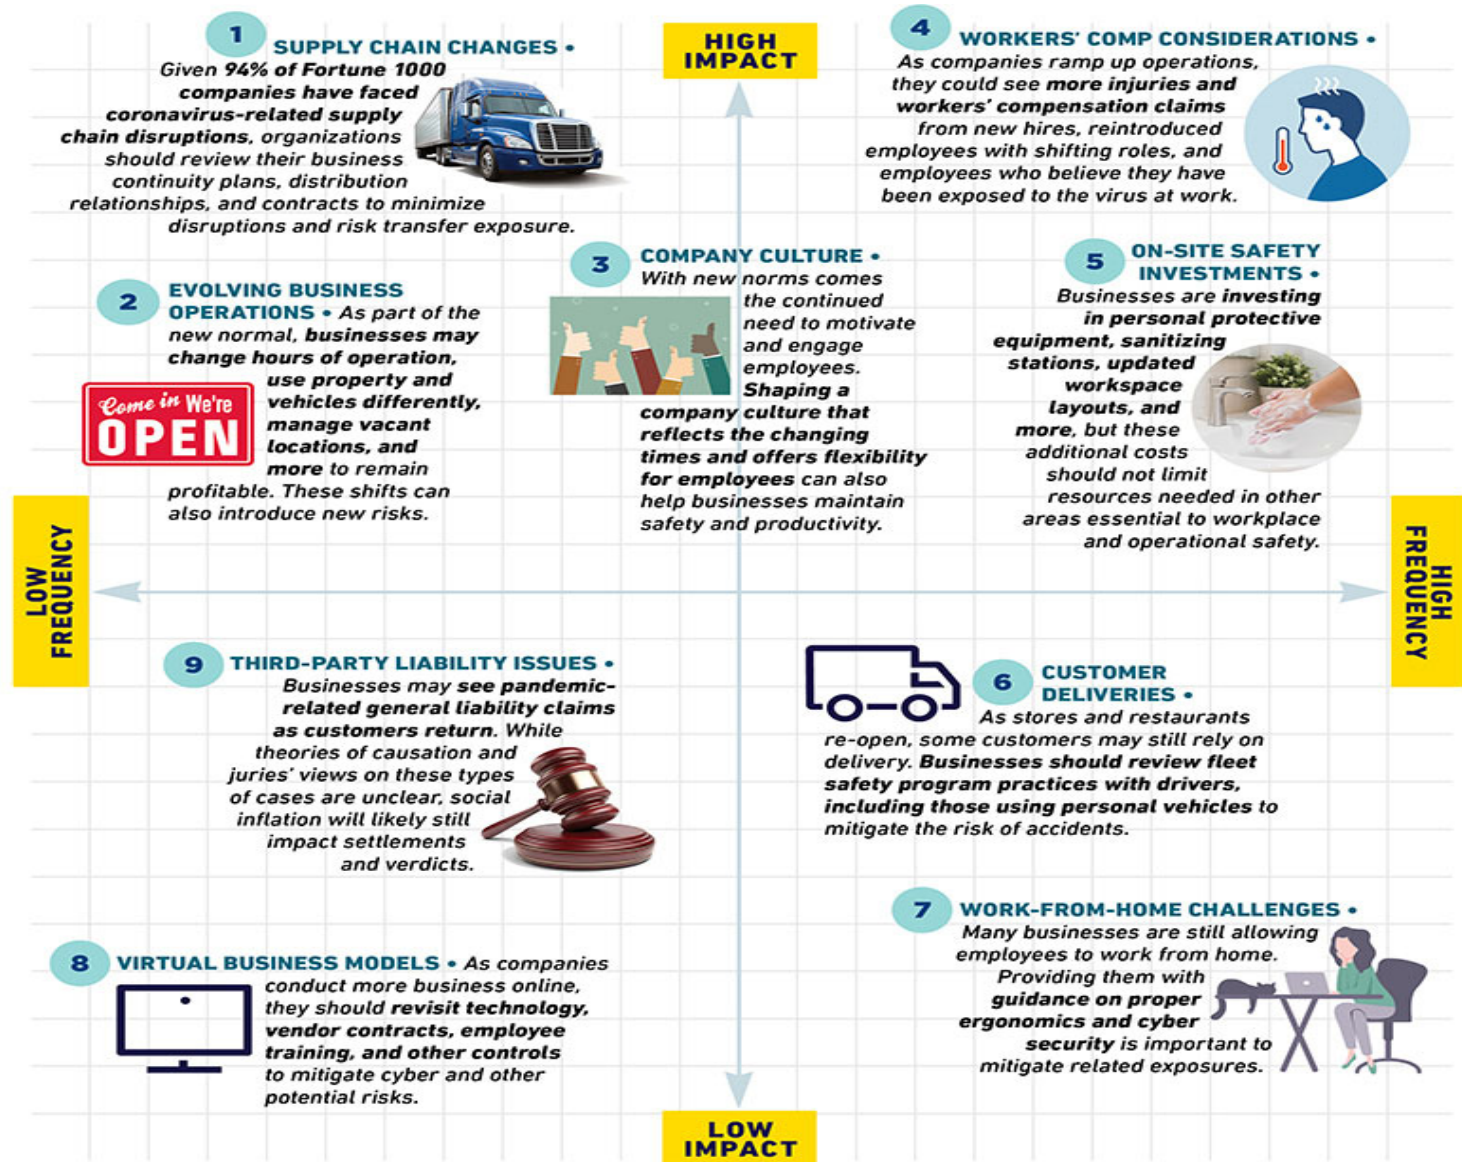 HIGH
IMPACT
1
SUPPLY CHAIN CHANGES •
Given 94% of Fortune 1000
companies have faced
coronavirus-related supply
chain disruptions, organizations
should review their business
continuity plans, distribution
relationships, and contracts to minimize
disruptions and risk transfer exposure.
2
EVOLVING BUSINESS
OPERATIONS • As part of the
new normal, businesses may
change hours of operation,
use property and
vehicles differently,
manage vacant
locations, and
more to remain
profitable. These shifts can
also introduce new risks.
Come in We're
OPEN
3
COMPANY CULTURE •
With new norms comes
the continued
need to motivate
and engage
employees.
Shaping a
company culture that
reflects the changing
times and offers flexibility
for employees can also
help businesses maintain
safety and productivity.
4
WORKERS' COMP CONSIDERATIONS •
As companies ramp up operations,
they could see more injuries and
workers' compensation claims
from new hires, reintroduced
employees with shifting roles, and
employees who believe they have
been exposed to the virus at work.
5
ON-SITE SAFETY
INVESTMENTS •
Businesses are investing
in personal protective
equipment, sanitizing
stations, updated
workspace
layouts, and
more, but these
additional costs
should not limit
resources needed in other
areas essential to workplace
and operational safety.
LOW
FREQUENCY
HIGH
FREQUENCY
9
THIRD-PARTY LIABILITY ISSUES •
Businesses may see pandemic-
related general liability claims
as customers return. While
theories of causation and
juries' views on these types
of cases are unclear, social
inflation will likely still
impact settlements
and verdicts.
6
CUSTOMER
DELIVERIES •
As stores and restaurants
re-open, some customers may still rely on
delivery. Businesses should review fleet
safety program practices with drivers,
including those using personal vehicles to
mitigate the risk of accidents.
8
VIRTUAL BUSINESS MODELS • As companies
conduct more business online,
they should revisit technology,
vendor contracts, employee
training, and other controls
to mitigate cyber and other
potential risks.
7
WORK-FROM-HOME CHALLENGES •
Many businesses are still allowing
employees to work from home.
Providing them with
guidance on proper
ergonomics and cyber
security is important to
mitigate related exposures.
LOW
IMPACT